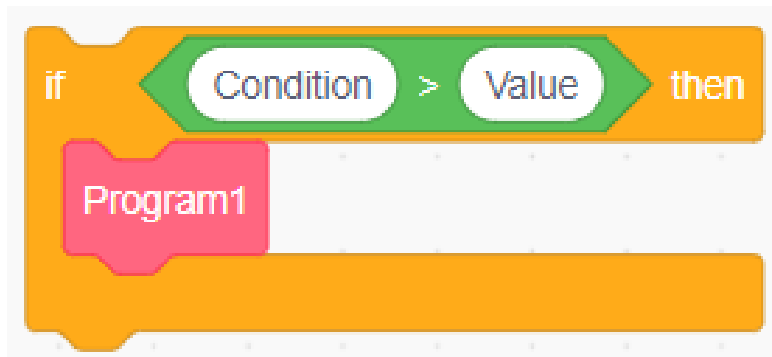 if Condition > Value then
Program1